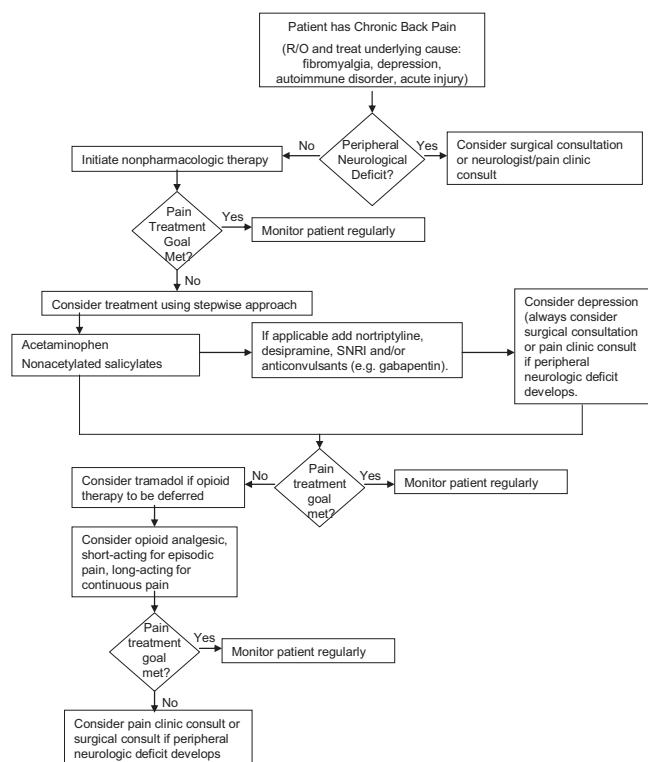 Patient has Chronic Back Pain
(R/O and treat underlying cause:
fibromyalgia, depression,
autoimmune disorder, acute injury)
No
Peripheral
Neurological
Deficit?
Yes
Initiate nonpharmacologic therapy
Consider surgical consultation
or neurologist/pain clinic
consult
Pain
Treatment
Goal
Met?
Yes
Monitor patient regularly
No
Consider treatment using stepwise approach
Acetaminophen
Nonacetylated salicylates
If applicable add nortriptyline,
desipramine, SNRI and/or
anticonvulsants (e.g. gabapentin).
Consider depression
(always consider
surgical consultation
or pain clinic consult
if peripheral
neurologic deficit
develops.
Consider tramadol if opioid
therapy to be deferred
No
Pain
treatment
goal
met?
Yes
Monitor patient regularly
Consider opioid analgesic,
short-acting for episodic
pain, long-acting for
continuous pain
Pain
treatment
goal
met?
Yes
Monitor patient regularly
No
Consider pain clinic consult or
surgical consult if peripheral
neurologic deficit develops